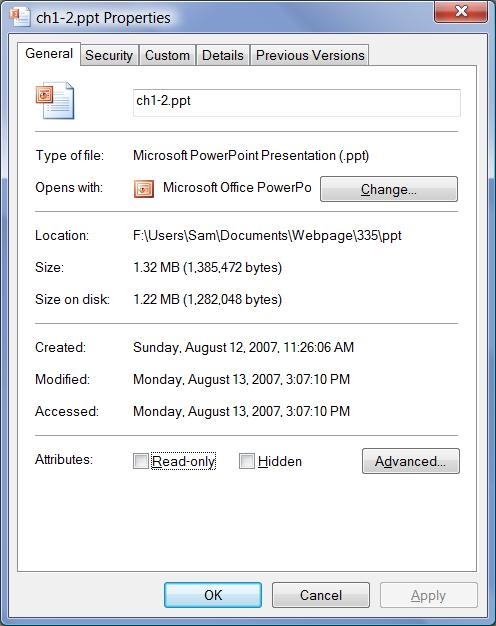 ch1-2.ppt Properties
General Security Custom Details Previous Versions
ch1-2.ppt
Type of file: Microsoft PowerPoint Presentation (.ppt)
Opens with: Microsoft Office PowerPo Change...
Location: F:\Users\Sam\Documents\Webpage\335\ppt
Size: 1.32 MB (1,385,472 bytes)
Size on disk: 1.22 MB (1,282,048 bytes)
Created: Sunday, August 12, 2007, 11:26:06 AM
Modified: Monday, August 13, 2007, 3:07:10 PM
Accessed: Monday, August 13, 2007, 3:07:10 PM
Attributes: Read-only Hidden Advanced...
OK Cancel Apply